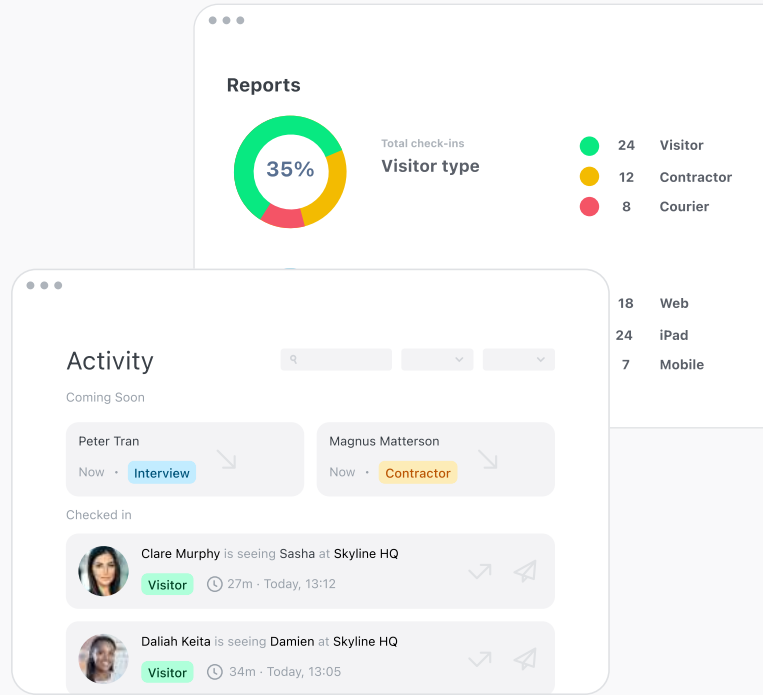 Reports
35%
Total check-ins
Visitor type
24 Visitor
12 Contractor
8 Courier
18 Web
24 iPad
7 Mobile
Activity
Coming Soon
Peter Tran
Now · Interview
Magnus Matterson
Now · Contractor
Checked in
Clare Murphy is seeing Sasha at Skyline HQ
Visitor 27m · Today, 13:12
Daliah Keita is seeing Damien at Skyline HQ
Visitor 34m · Today, 13:05